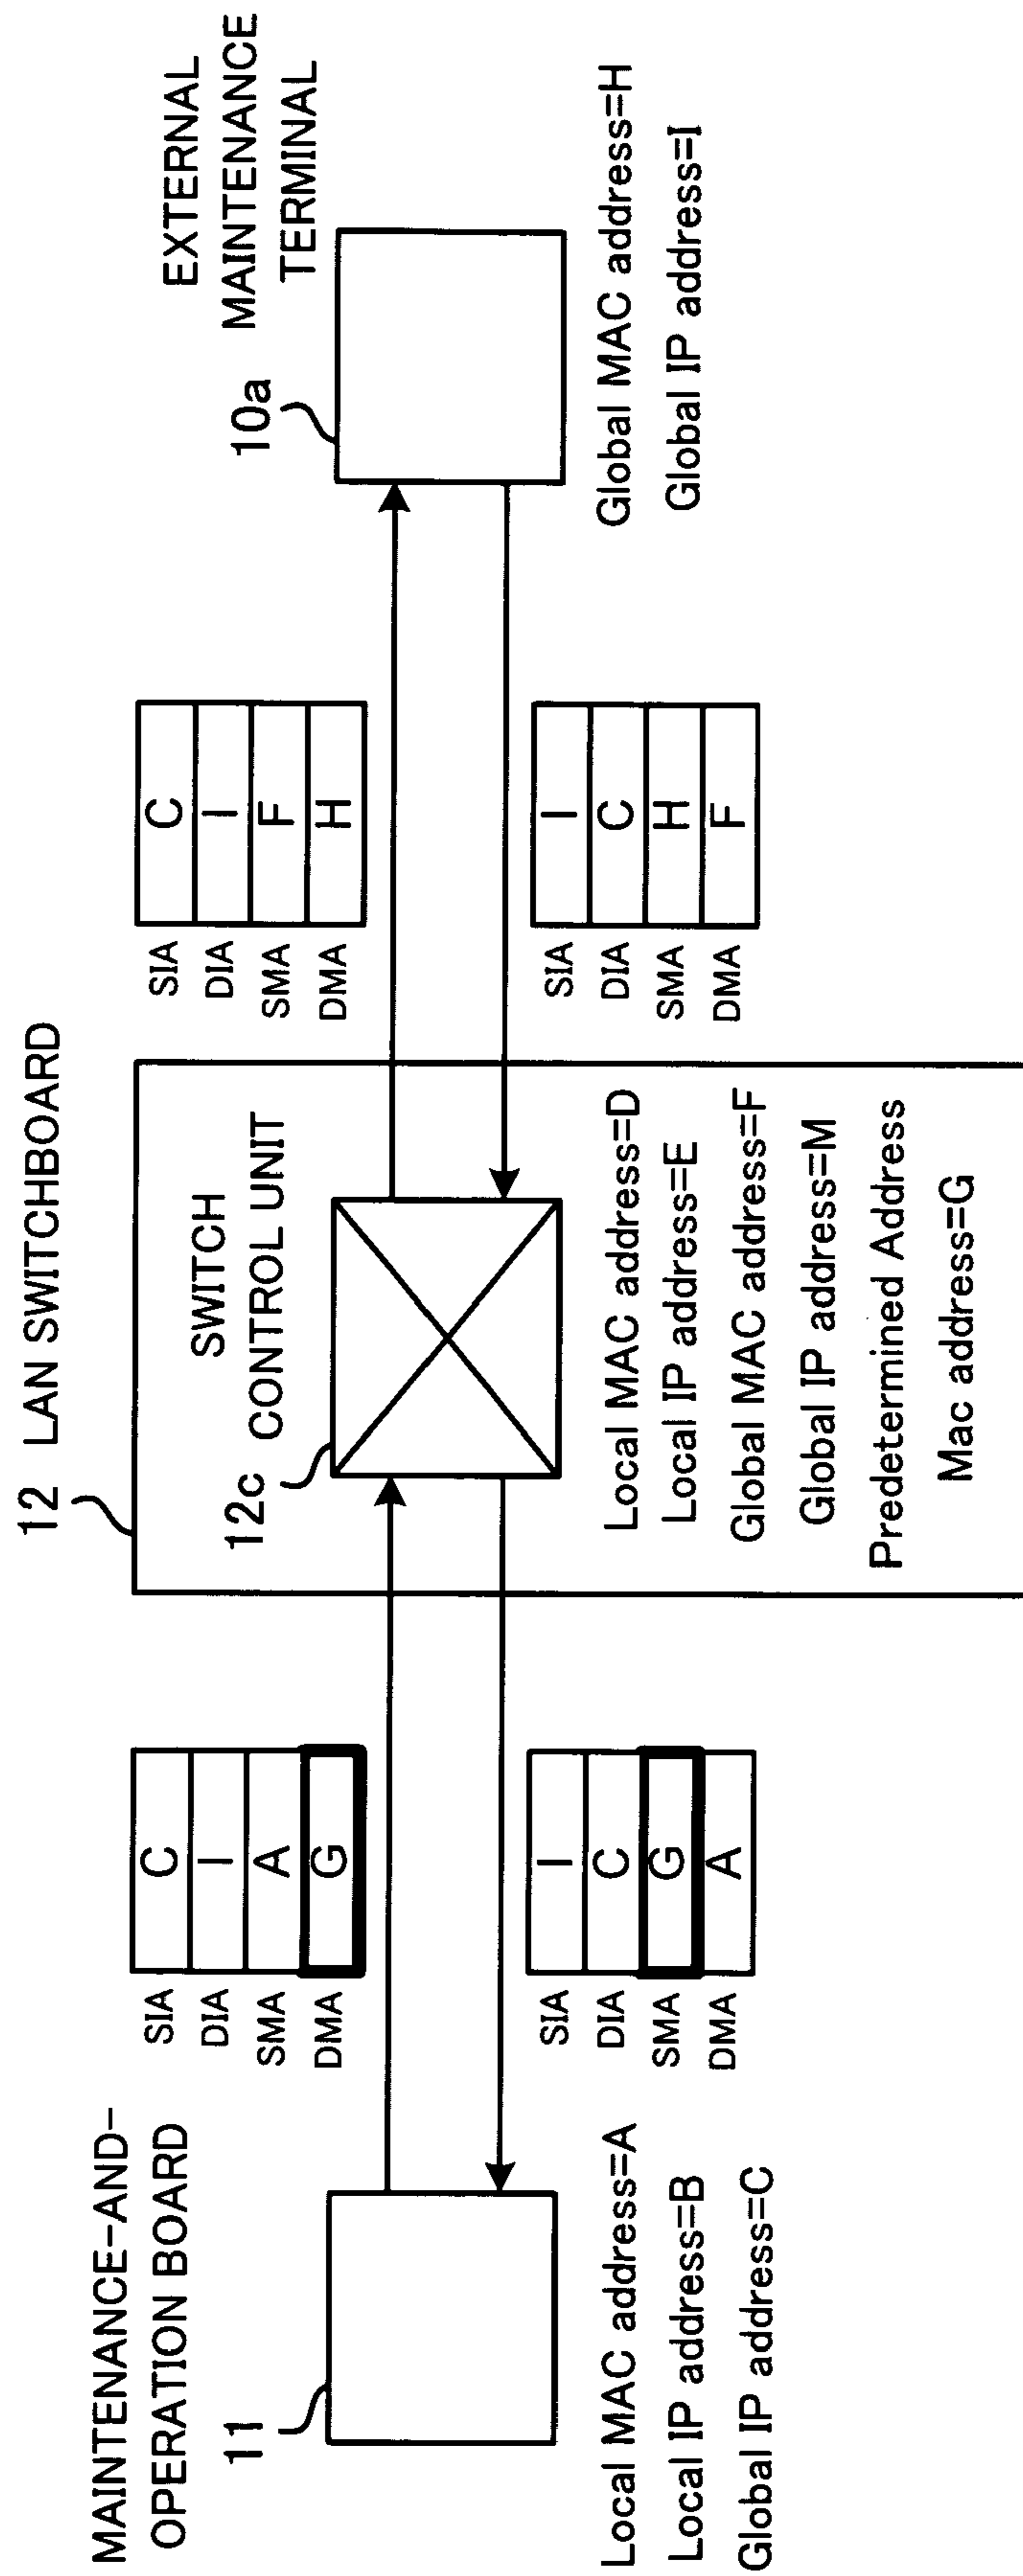 12 LAN SWITCHBOARD
MAINTENANCE-AND-
OPERATION BOARD
11
Local MAC address=A
Local IP address=B
Global IP address=C
SIA C
DIA I
SMA A
DMA G
SIA I
DIA C
SMA G
DMA A
SWITCH
CONTROL UNIT
12c
Local MAC address=D
Local IP address=E
Global MAC address=F
Global IP address=M
Predetermined Address
Mac address=G
SIA C
DIA I
SMA F
DMA H
SIA I
DIA C
SMA H
DMA F
EXTERNAL
MAINTENANCE
TERMINAL
10a
Global MAC address=H
Global IP address=I